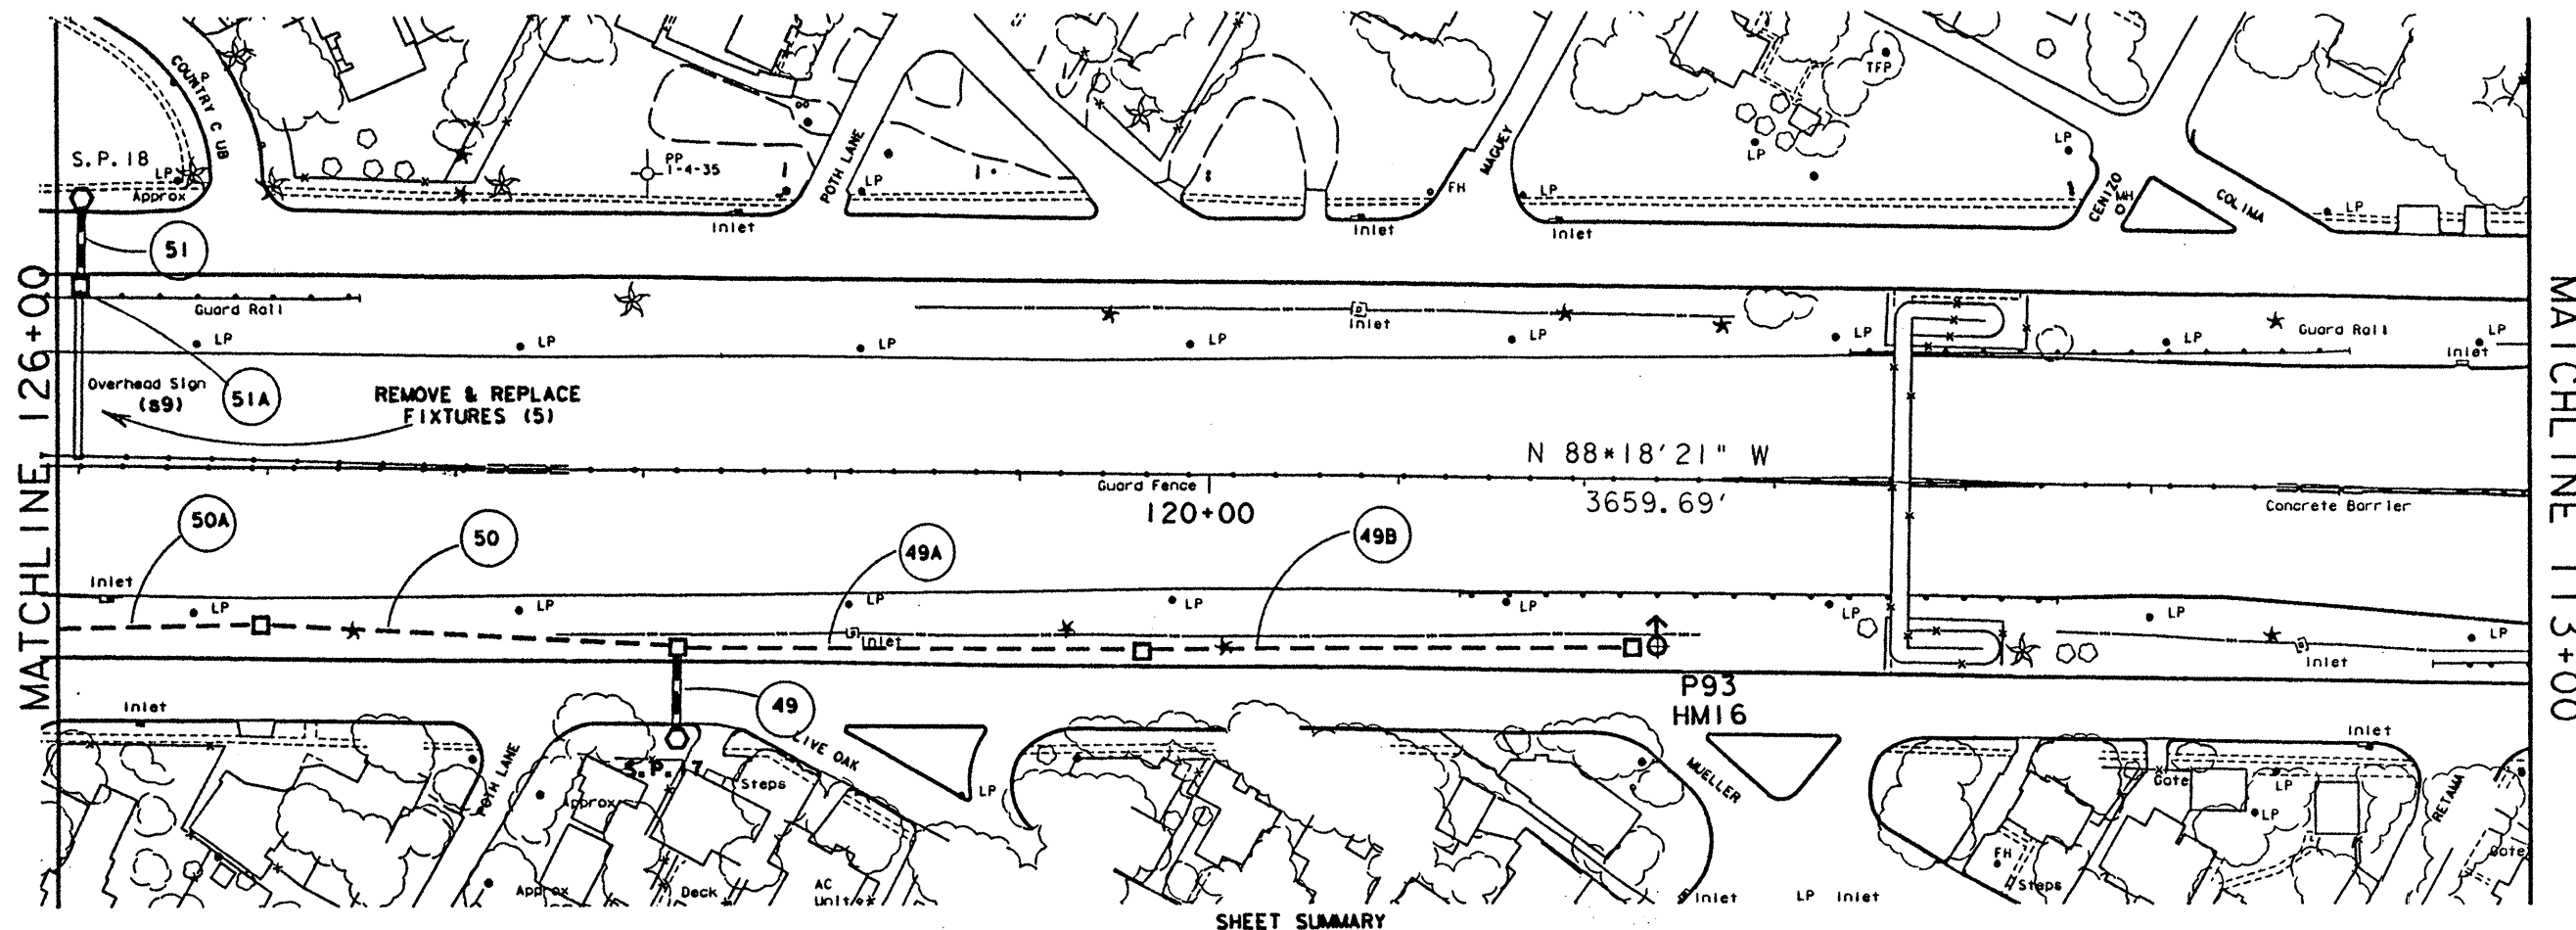 COUNTRY C UB
S.P. 18
LP
Approx
51
Guard Rail
LP
51A
Overhead Sign
(s9)
REMOVE & REPLACE
FIXTURES (5)
MATCHLINE 126+00
PP
1-4-35
Inlet
POTH LANE
LP
FH
Inlet
MAGUEY
LP
Inlet
TFP
LP
LP
CENIZO
MH
COLIMA
LP
LP
LP
LP
Inlet
LP
LP
LP
Guard Rail
LP
Inlet
MATCHLINE 113+00
N 88*18'21" W
3659.69'
Guard Fence
120+00
Concrete Barrier
50A
50
49A
49B
Inlet
LP
LP
LP
Inlet
LP
LP
LP
LP
LP
Inlet
P93
HM16
Inlet
49
LIVE OAK
POTH LANE
S.P. 17
Approx
Steps
LP
MUELLER
Inlet
Gate
LP
LP
RETAMA
Gate
FH
Steps
Approx
Deck
AC
Units
Inlet
LP
Inlet
SHEET SUMMARY